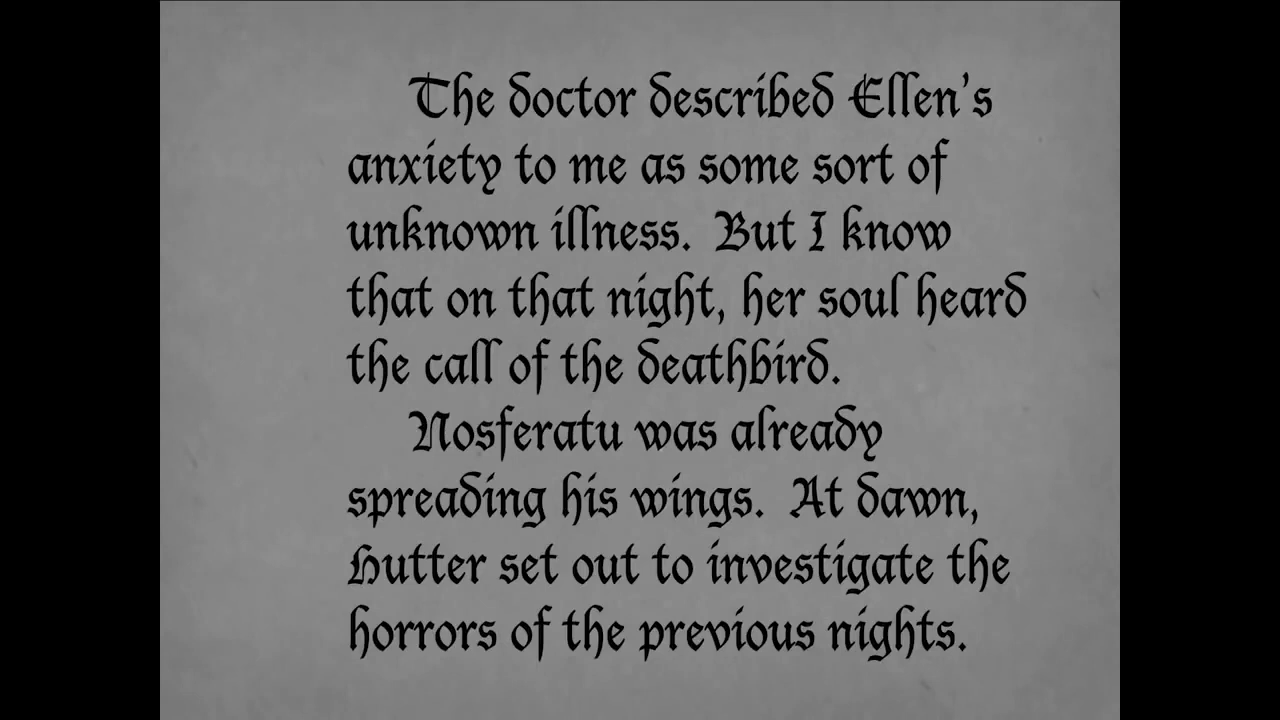 The doctor described Ellen's
anxiety to me as some sort of
unknown illness. But I know
that on that night, her soul heard
the call of the deathbird.
Nosferatu was already
spreading his wings. At dawn,
Hutter set out to investigate the
horrors of the previous nights.